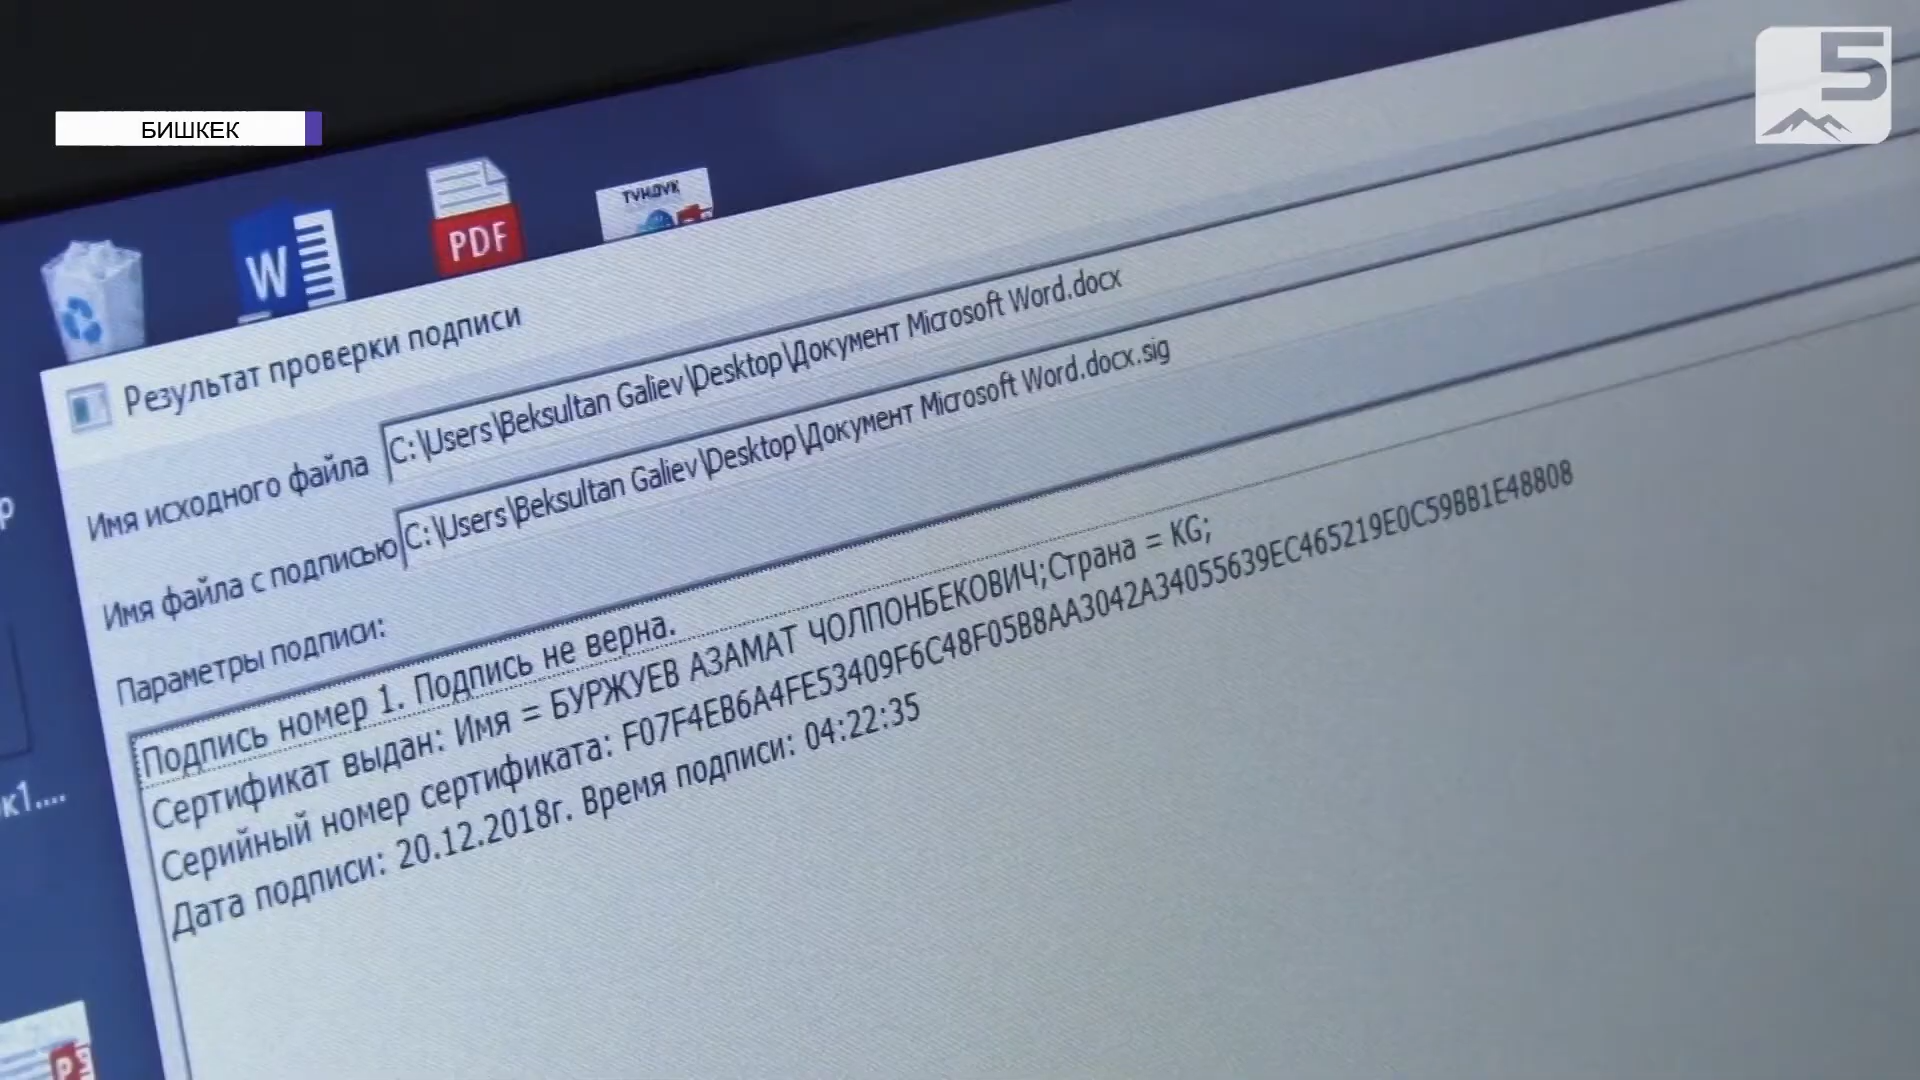 5
БИШКЕК
W
PDF
ТУНДУК
Результат проверки подписи
Имя исходного файла C:\Users\Beksultan Galiev\Desktop\Документ Microsoft Word.docx
Имя файла с подписью C:\Users\Beksultan Galiev\Desktop\Документ Microsoft Word.docx.sig
Параметры подписи:
Подпись номер 1. Подпись не верна.
Сертификат выдан: Имя = БУРЖУЕВ АЗАМАТ ЧОЛПОНБЕКОВИЧ;Страна = KG;
Серийный номер сертификата: F07F4EB6A4FE53409F6C48F05B8AA3042A34055639EC465219E0C59BB1E48808
Дата подписи: 20.12.2018г. Время подписи: 04:22:35